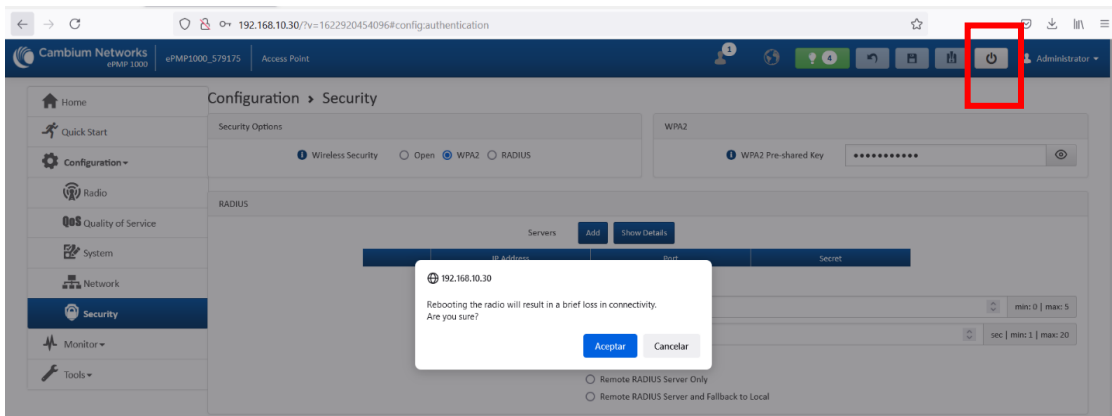 192.168.10.30/?v=1622920454096#config:authentication
Cambium Networks
ePMP 1000
ePMP1000_579175
Access Point
1
4
Administrator
Home
Quick Start
Configuration
Radio
QoS Quality of Service
System
Network
Security
Monitor
Tools
Configuration › Security
Security Options
Wireless Security
Open
WPA2
RADIUS
WPA2
WPA2 Pre-shared Key
RADIUS
Servers
Add
Show Details
IP Address
Port
Secret
192.168.10.30
Rebooting the radio will result in a brief loss in connectivity.
Are you sure?
Aceptar
Cancelar
min: 0 | max: 5
sec | min: 1 | max: 20
Remote RADIUS Server Only
Remote RADIUS Server and Fallback to Local